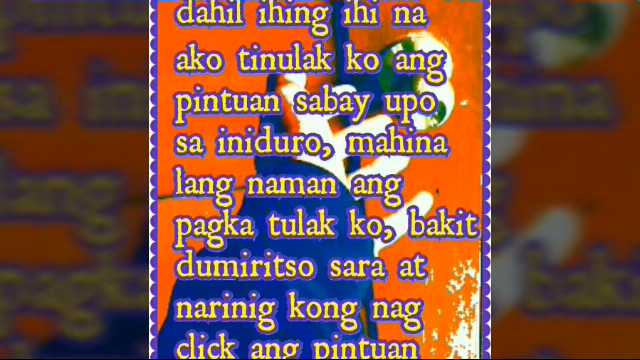 dahil ihing ihi na
ako tinulak ko ang
pintuan sabay upo
sa iniduro, mahina
lang naman ang
pagka tulak ko, bakit
dumiritso sara at
narinig kong nag
click ang pintuan